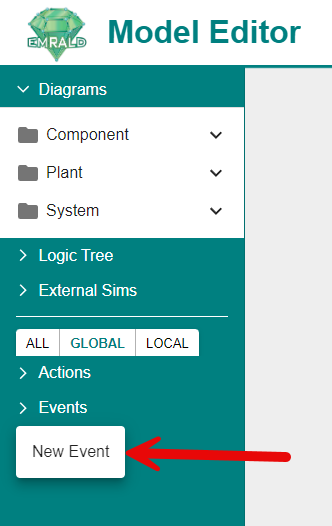 EMRALD
Model Editor
Diagrams
Component
Plant
System
Logic Tree
External Sims
ALL GLOBAL LOCAL
Actions
Events
New Event